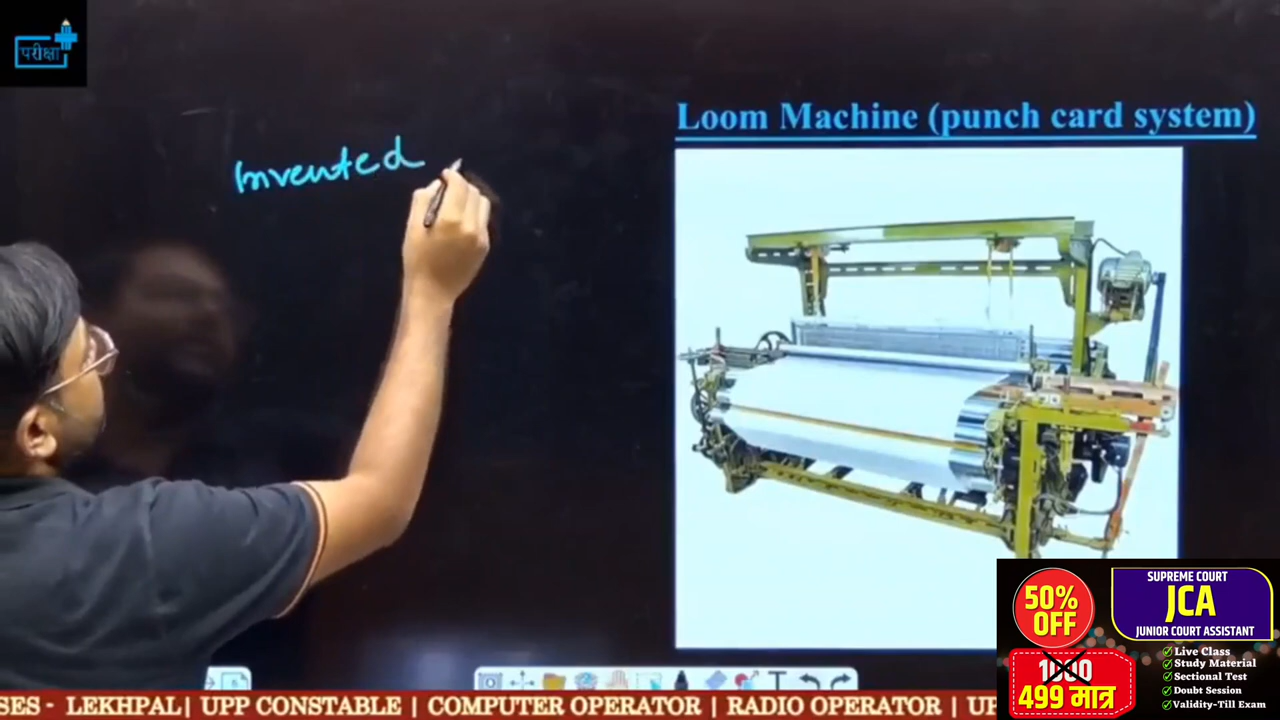 परीक्षा
Loom Machine (punch card system)
Invented
50%
OFF
SUPREME COURT
JCA
JUNIOR COURT ASSISTANT
1000
499 मात्र
Live Class
Study Material
Sectional Test
Doubt Session
Validity-Till Exam
SES - LEKHPAL| UPP CONSTABLE | COMPUTER OPERATOR | RADIO OPERATOR | UP